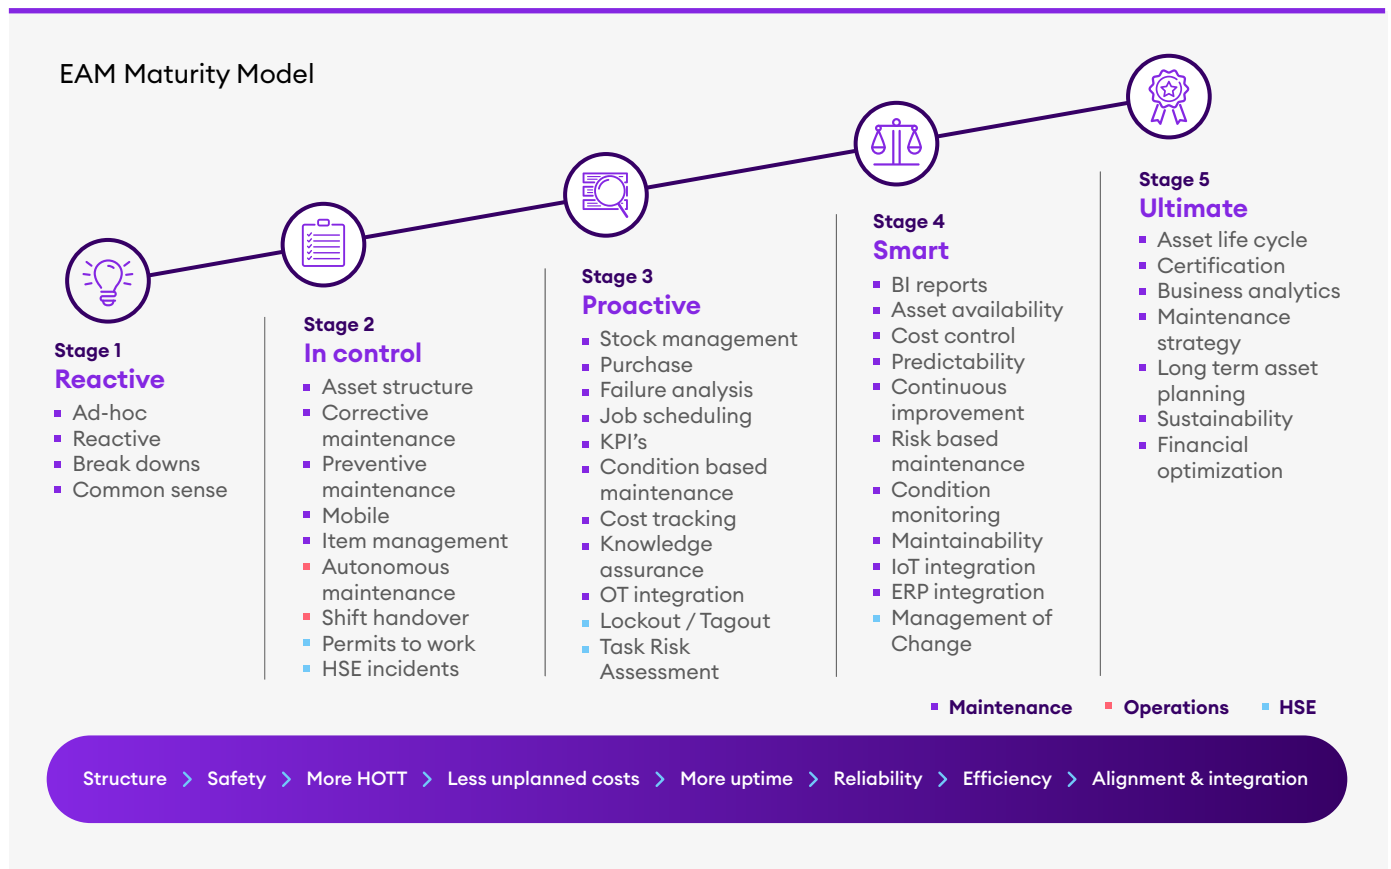 EAM Maturity Model
Stage 1
Reactive
Ad-hoc
Reactive
Break downs
Common sense
Stage 2
In control
Asset structure
Corrective
maintenance
Preventive
maintenance
Mobile
Item management
Autonomous
maintenance
Shift handover
Permits to work
HSE incidents
Stage 3
Proactive
Stock management
Purchase
Failure analysis
Job scheduling
KPI’s
Condition based
maintenance
Cost tracking
Knowledge
assurance
OT integration
Lockout / Tagout
Task Risk
Assessment
Stage 4
Smart
BI reports
Asset availability
Cost control
Predictability
Continuous
improvement
Risk based
maintenance
Condition
monitoring
Maintainability
IoT integration
ERP integration
Management of
Change
Stage 5
Ultimate
Asset life cycle
Certification
Business analytics
Maintenance
strategy
Long term asset
planning
Sustainability
Financial
optimization
Maintenance Operations HSE
Structure > Safety > More HOTT > Less unplanned costs > More uptime > Reliability > Efficiency > Alignment & integration